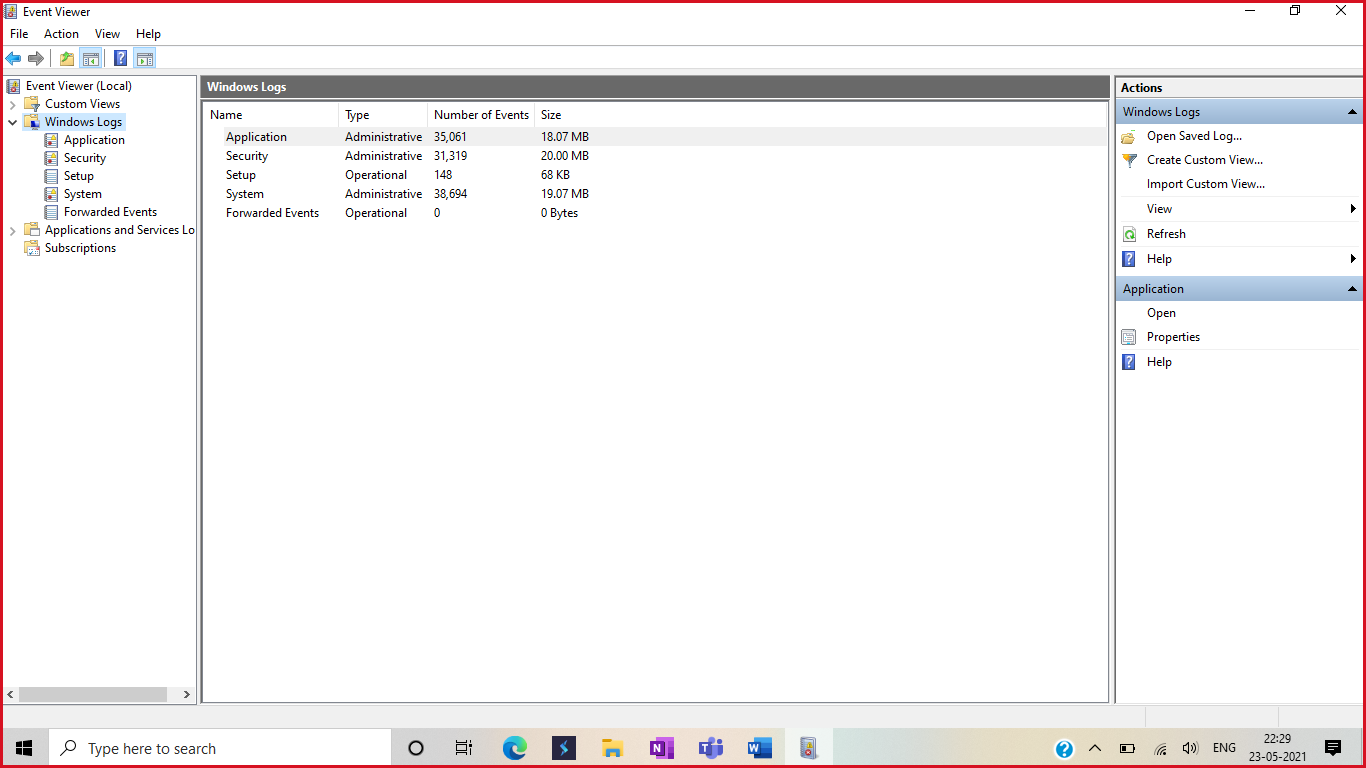 Event Viewer
File Action View Help
Event Viewer (Local)
Custom Views
Windows Logs
Application
Security
Setup
System
Forwarded Events
Applications and Services Lo
Subscriptions
Windows Logs
Name Type Number of Events Size
Application Administrative 35,061 18.07 MB
Security Administrative 31,319 20.00 MB
Setup Operational 148 68 KB
System Administrative 38,694 19.07 MB
Forwarded Events Operational 0 0 Bytes
Actions
Windows Logs
Open Saved Log...
Create Custom View...
Import Custom View...
View
Refresh
Help
Application
Open
Properties
Help
Type here to search
ENG
22:29
23-05-2021